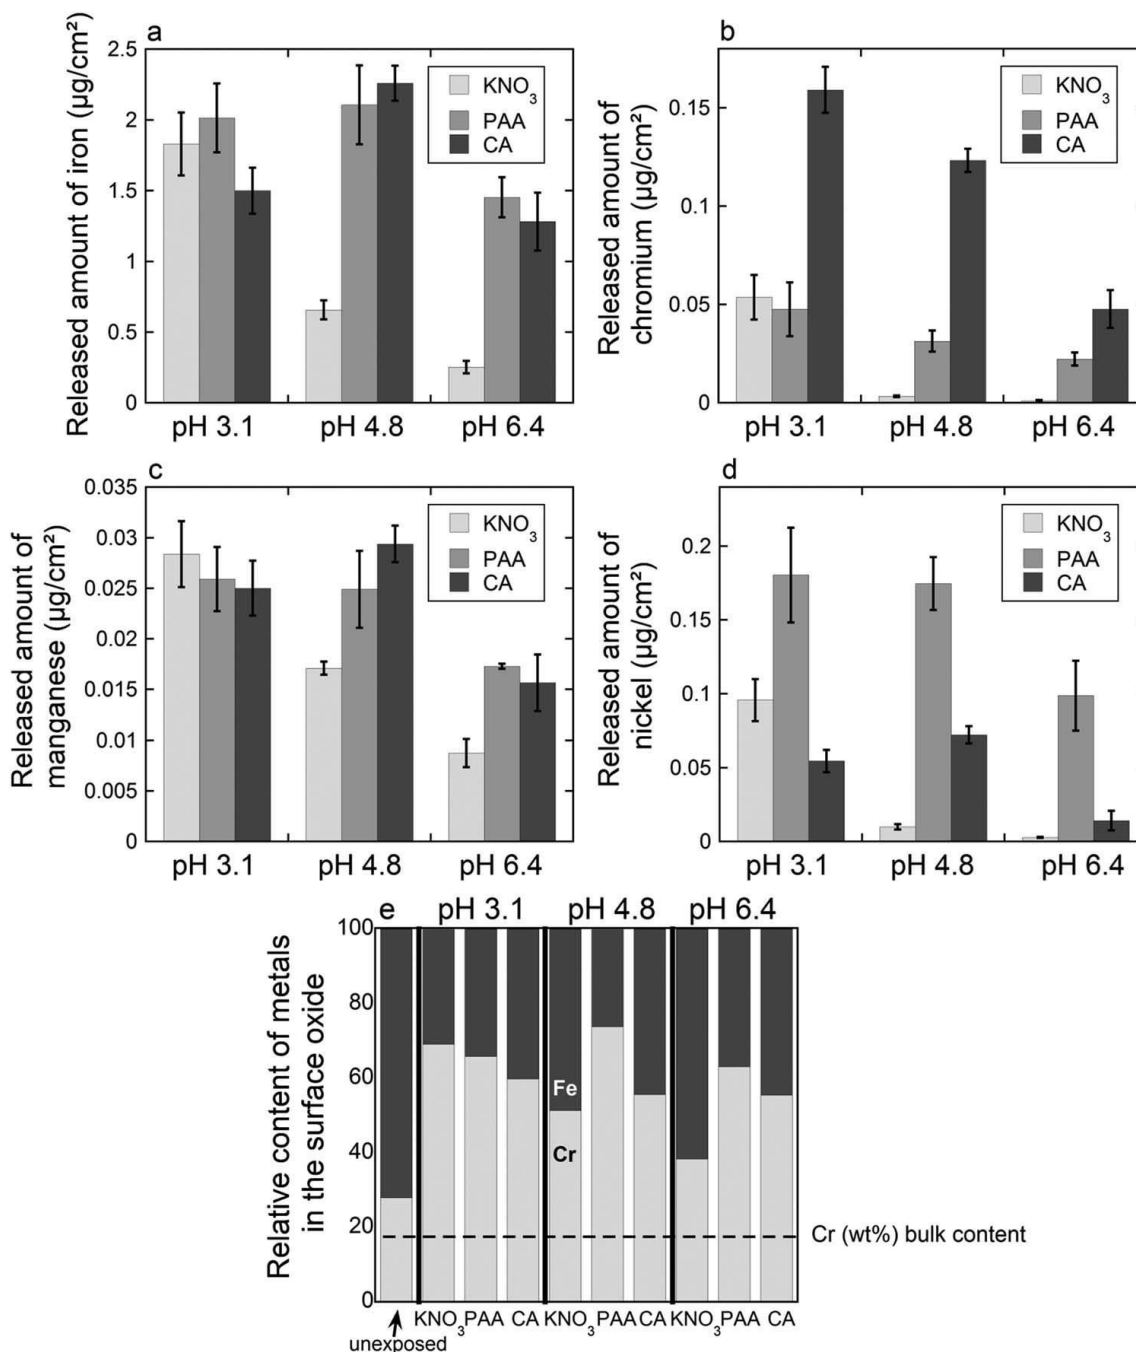 a
Released amount of iron (µg/cm²)
2.5
2
1.5
1
0.5
0
KNO3
PAA
CA
pH 3.1 pH 4.8 pH 6.4
b
Released amount of
chromium (µg/cm²)
0.15
0.1
0.05
0
KNO3
PAA
CA
pH 3.1 pH 4.8 pH 6.4
c
Released amount of
manganese (µg/cm²)
0.035
0.03
0.025
0.02
0.015
0.01
0.005
0
KNO3
PAA
CA
pH 3.1 pH 4.8 pH 6.4
d
Released amount of
nickel (µg/cm²)
0.2
0.15
0.1
0.05
0
KNO3
PAA
CA
pH 3.1 pH 4.8 pH 6.4
e pH 3.1 pH 4.8 pH 6.4
Relative content of metals
in the surface oxide
100
80
60
40
20
0
Fe
Cr
Cr (wt%) bulk content
KNO3 PAA CA KNO3 PAA CA KNO3 PAA CA
unexposed